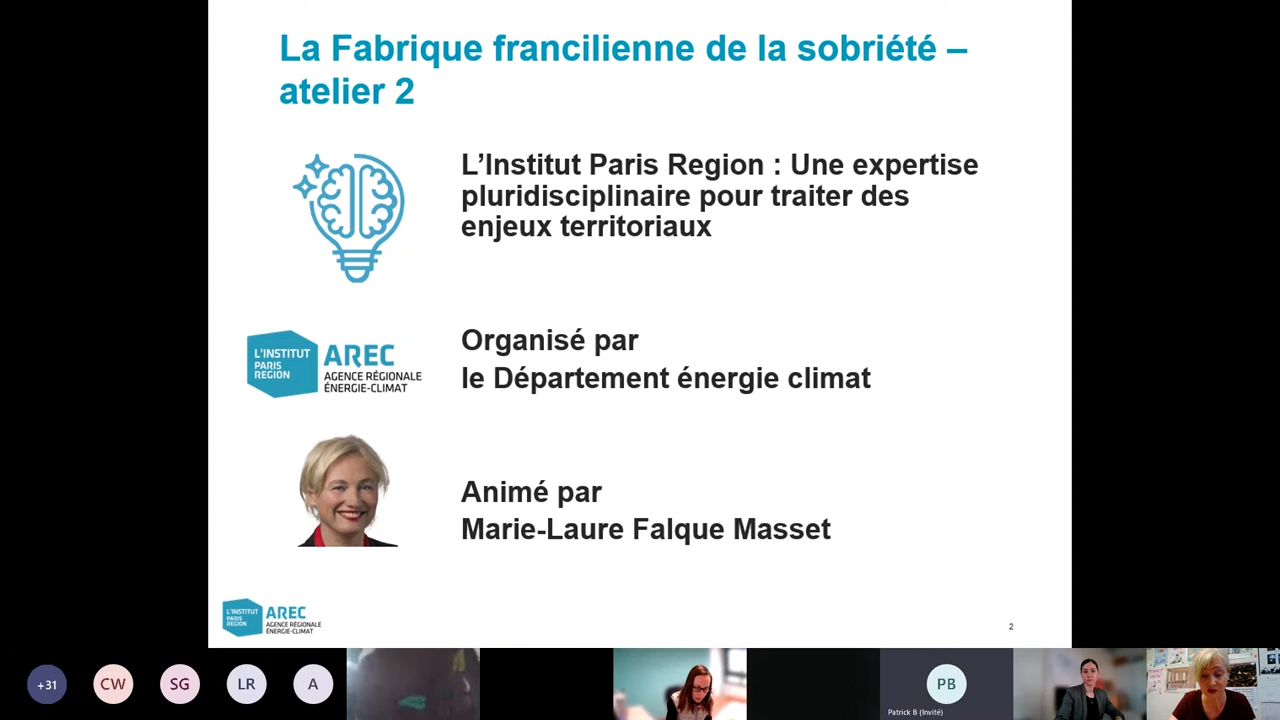 La Fabrique francilienne de la sobriété –
atelier 2
L’Institut Paris Region : Une expertise
pluridisciplinaire pour traiter des
enjeux territoriaux
L'INSTITUT
PARIS
REGION
AREC
AGENCE RÉGIONALE
ÉNERGIE-CLIMAT
Organisé par
le Département énergie climat
Animé par
Marie-Laure Falque Masset
L'INSTITUT
PARIS
REGION
AREC
AGENCE RÉGIONALE
ÉNERGIE-CLIMAT
2
+31
CW
SG
LR
A
PB
Patrick B (Invité)